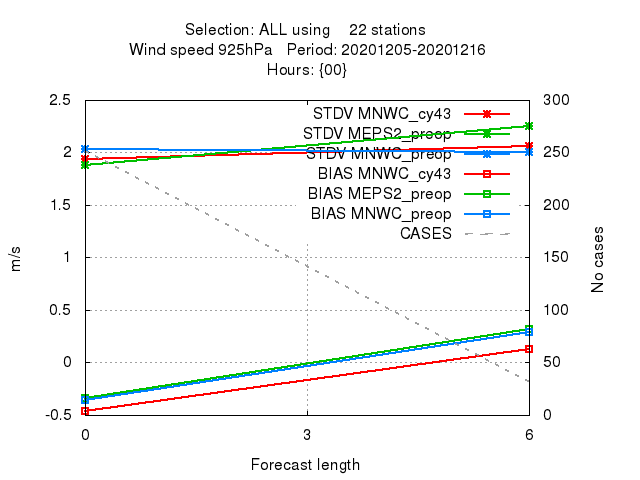 Selection: ALL using 22 stations
Wind speed 925hPa Period: 20201205-20201216
Hours: {00}
2.5
2
1.5
1
0.5
0
-0.5
300
250
200
150
100
50
0
STDV MNWC_cy43
STDV MEPS2_preop
STDV MNWC_preop
BIAS MNWC_cy43
BIAS MEPS2_preop
BIAS MNWC_preop
CASES
m/s
No cases
0 3 6
Forecast length